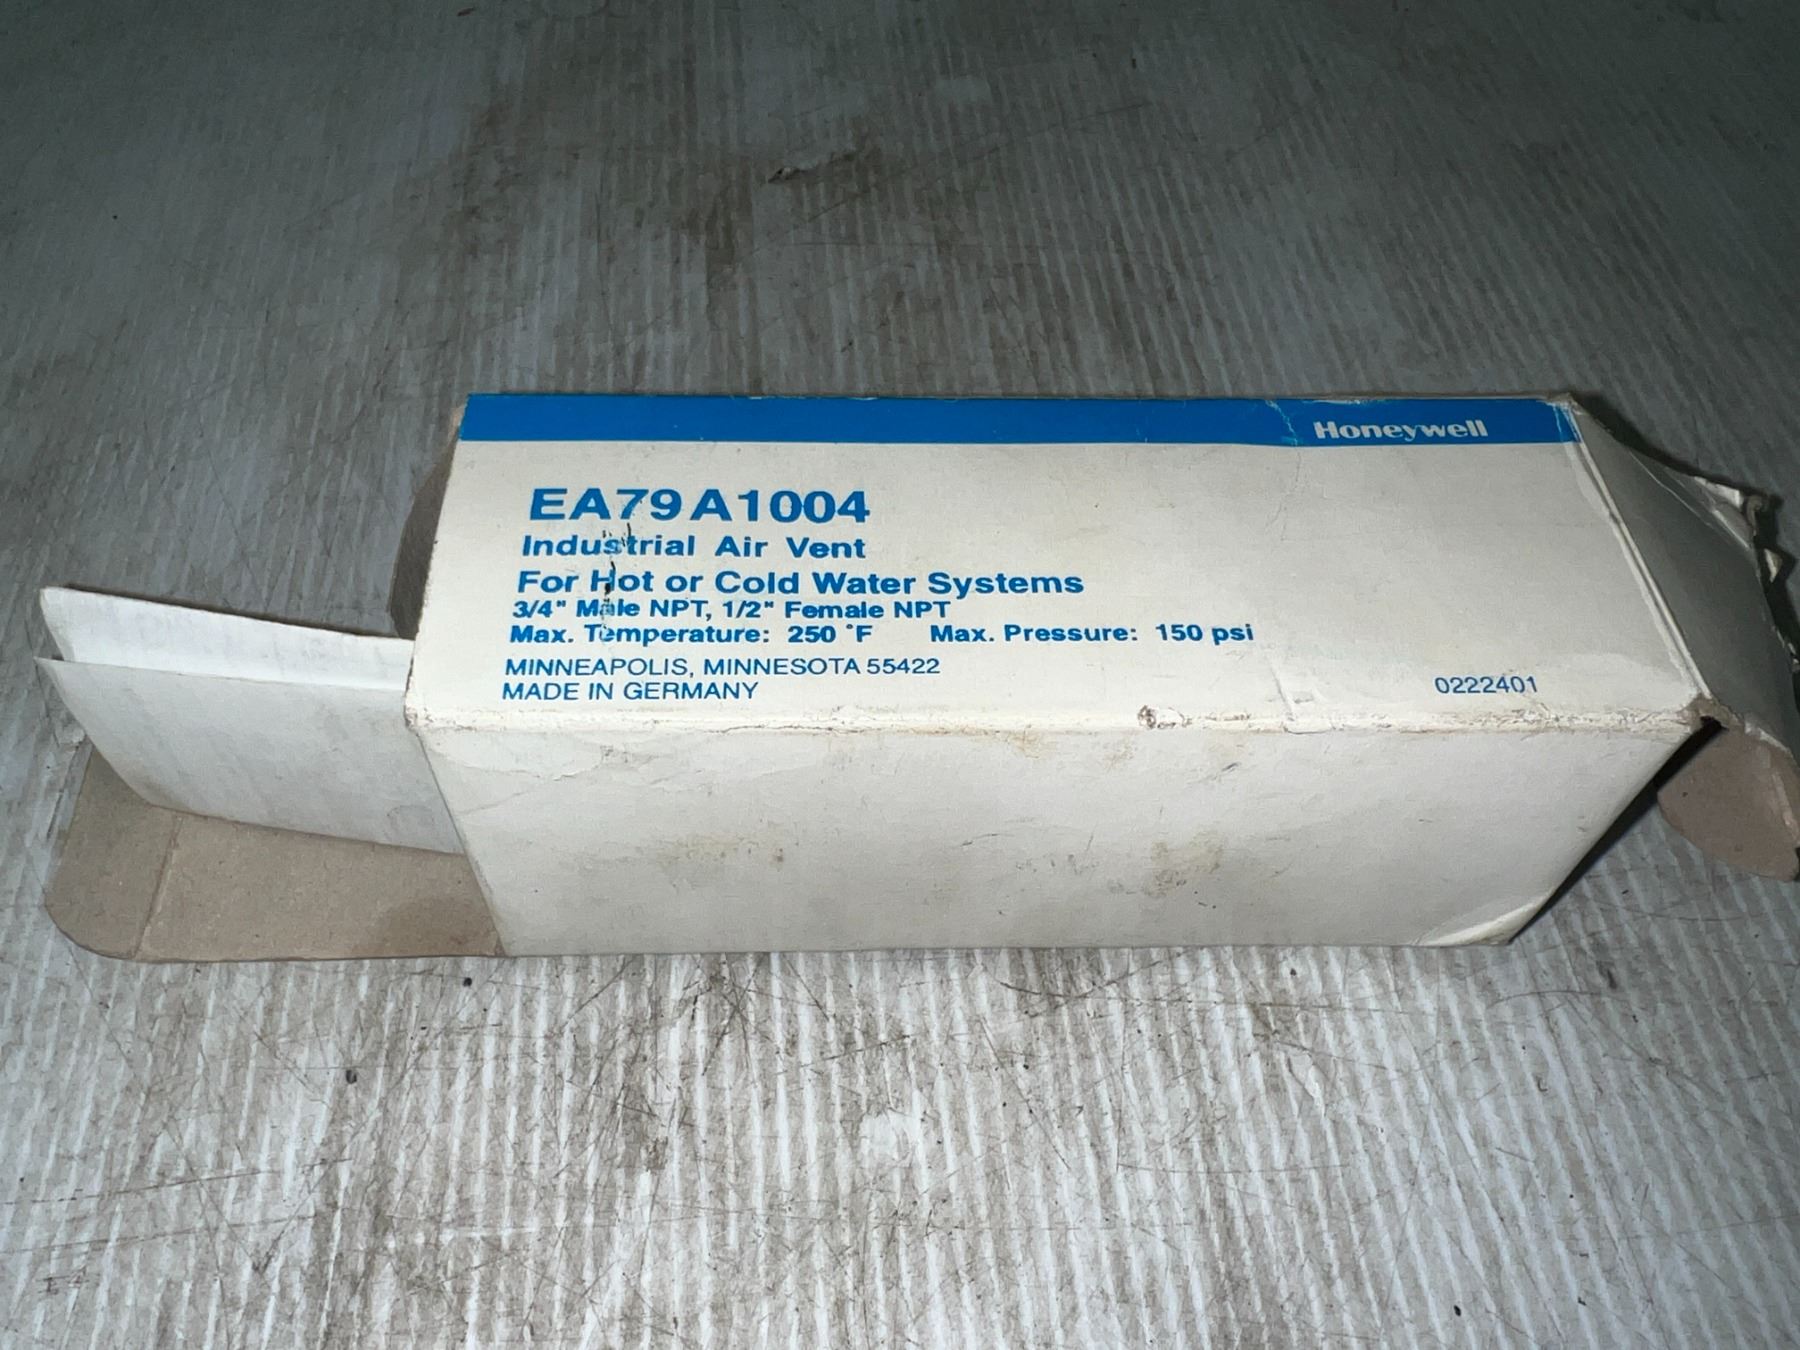 Honeywell
EA79A1004
Industrial Air Vent
For Hot or Cold Water Systems
3/4" Male NPT, 1/2" Female NPT
Max. Temperature: 250 °F Max. Pressure: 150 psi
MINNEAPOLIS, MINNESOTA 55422
MADE IN GERMANY
0222401